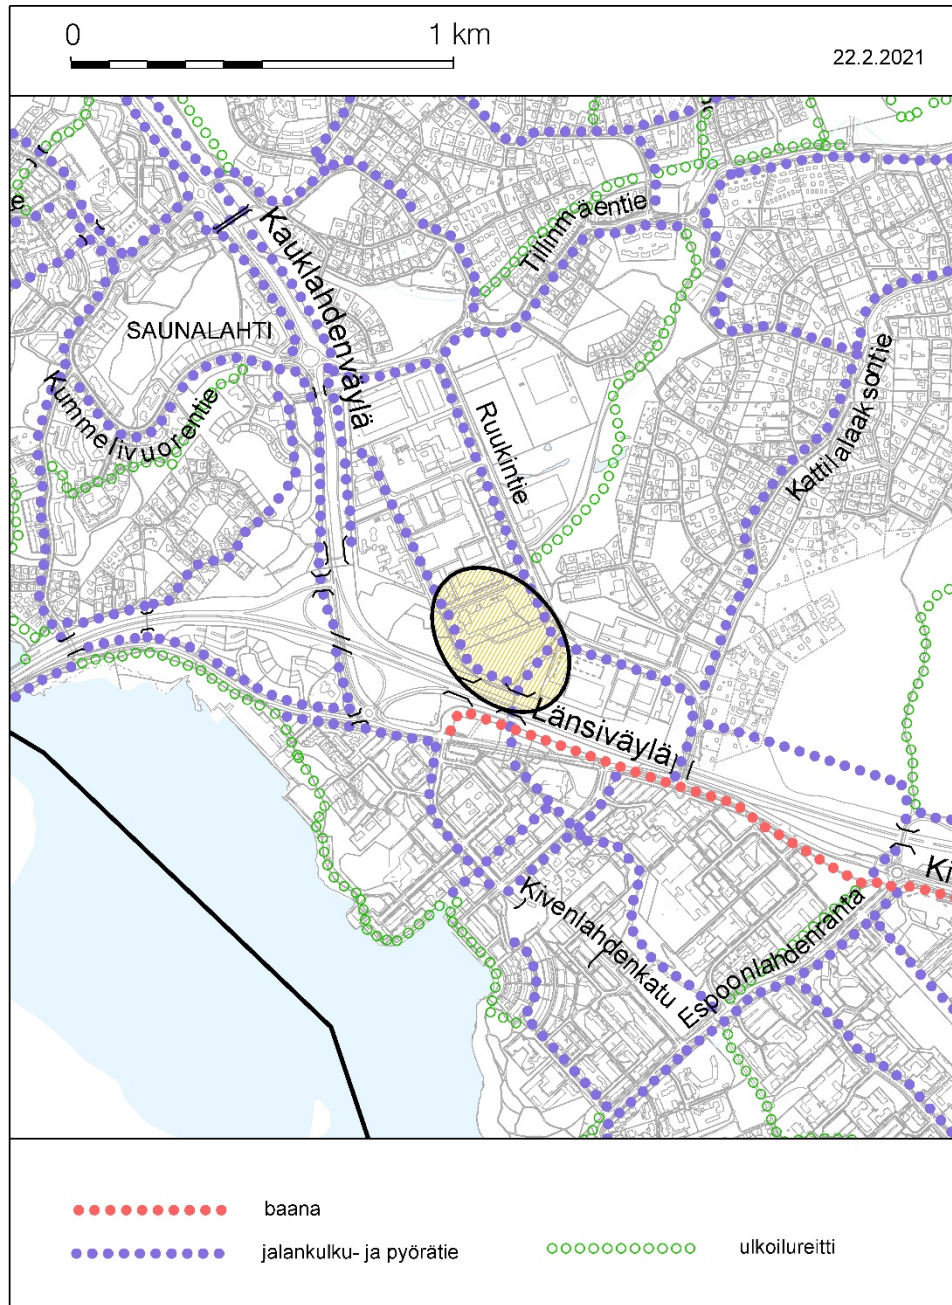 0 1 km
22.2.2021
e
Kauklahdenväylä
Tillinmäentie
SAUNALAHTI
Kummelivuorentie
Ruukintie
Kattilalaaksontie
Länsiväylä
Ki
Kivenlahdenkatu
Espoonlahdenranta
baana
jalankulku- ja pyörätie
ulkoilureitti